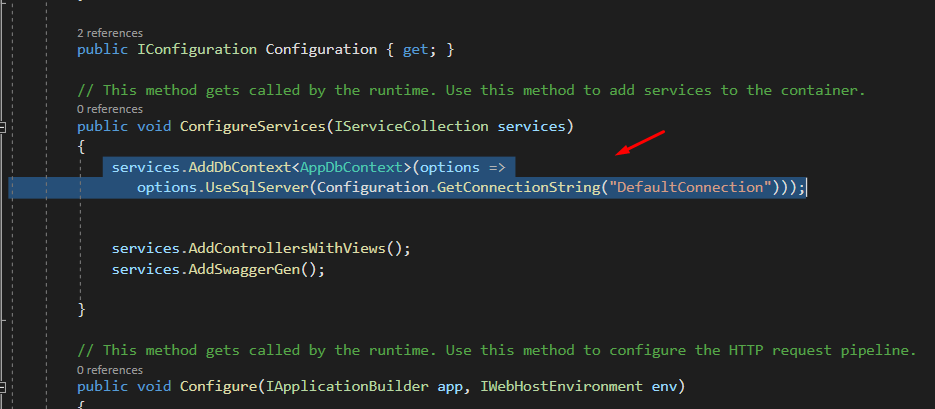 }
2 references
public IConfiguration Configuration { get; }
// This method gets called by the runtime. Use this method to add services to the container.
0 references
public void ConfigureServices(IServiceCollection services)
{
services.AddDbContext<AppDbContext>(options =>
options.UseSqlServer(Configuration.GetConnectionString("DefaultConnection")));
services.AddControllersWithViews();
services.AddSwaggerGen();
}
// This method gets called by the runtime. Use this method to configure the HTTP request pipeline.
0 references
public void Configure(IApplicationBuilder app, IWebHostEnvironment env)
{